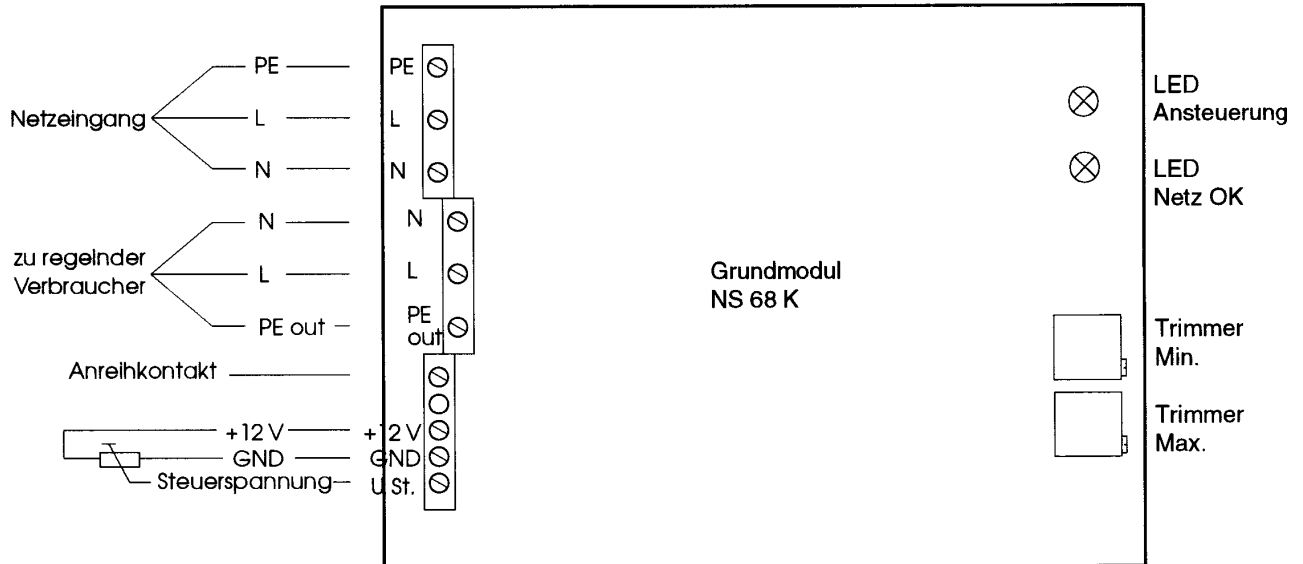 PE PE
Netzeingang L L
N N
N N
zu regelnder
Verbraucher
L L
PE out PE
out
Anreihkontakt
+12 V +12 V
GND GND
Steuerspannung U St.
Grundmodul
NS 68 K
LED
Ansteuerung
LED
Netz OK
Trimmer
Min.
Trimmer
Max.